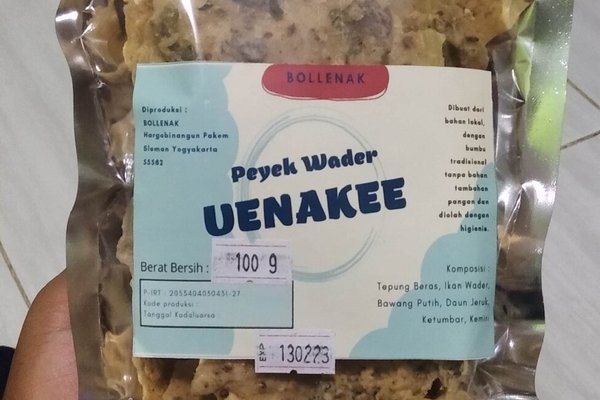 BOLLENAK
Diproduksi :
BOLLENAK
Hargobinangun Pakem
Sleman Yogyakarta
55582
Peyek Wader
UENAKEE
Dibuat dari
bahan lokal,
dengan
bumbu
tradisional
tanpa bahan
tambahan
pangan dan
diolah dengan
higienis.
Berat Bersih : 100 g
P-IRT : 2053404050451-27
Kode produksi :
Tanggal Kadaluarsa :
Komposisi :
Tepung Beras, Ikan Wader,
Bawang Putih, Daun Jeruk,
Ketumbar, Kemiri
EXP 130223